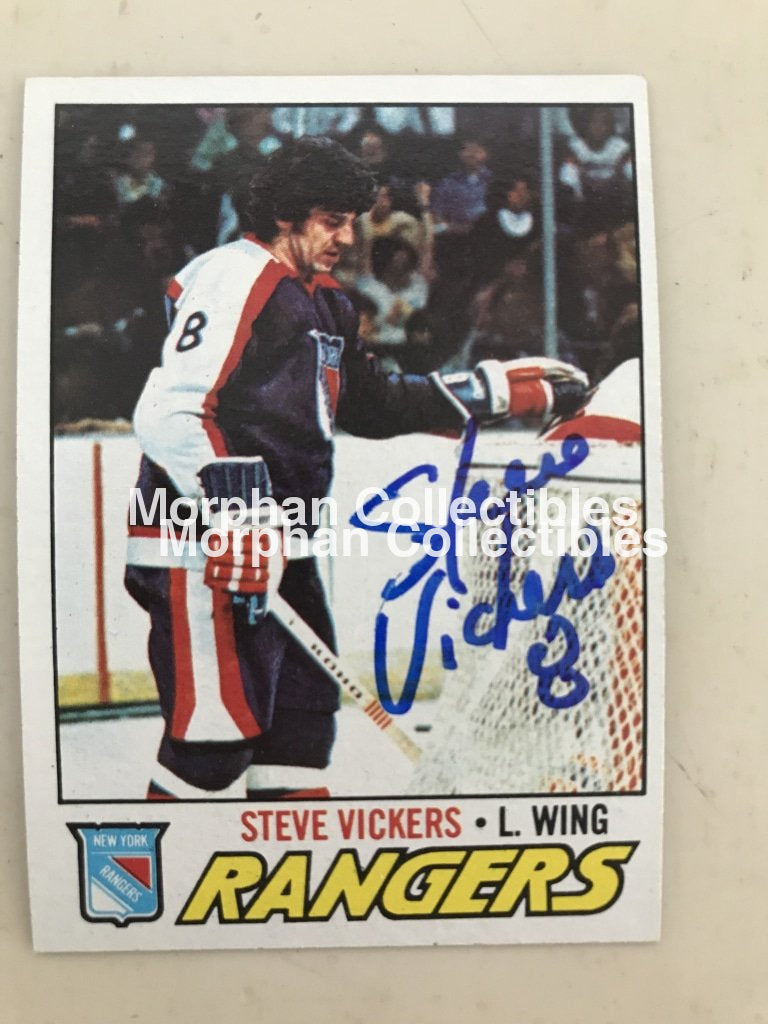 8
KOHO
Steve
Vickers
8
Morphan Collectibles
Morphan Collectibles
STEVE VICKERS • L. WING
NEW YORK
RANGERS
RANGERS